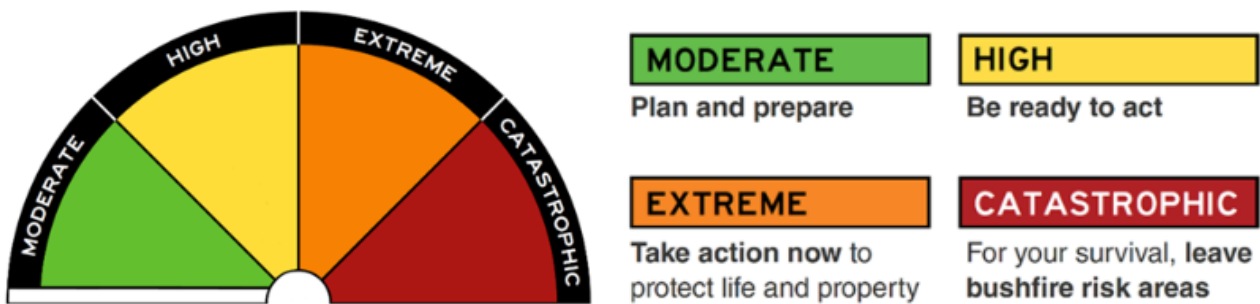 MODERATE
HIGH
EXTREME
CATASTROPHIC
MODERATE
Plan and prepare
HIGH
Be ready to act
EXTREME
Take action now to
protect life and property
CATASTROPHIC
For your survival, leave
bushfire risk areas